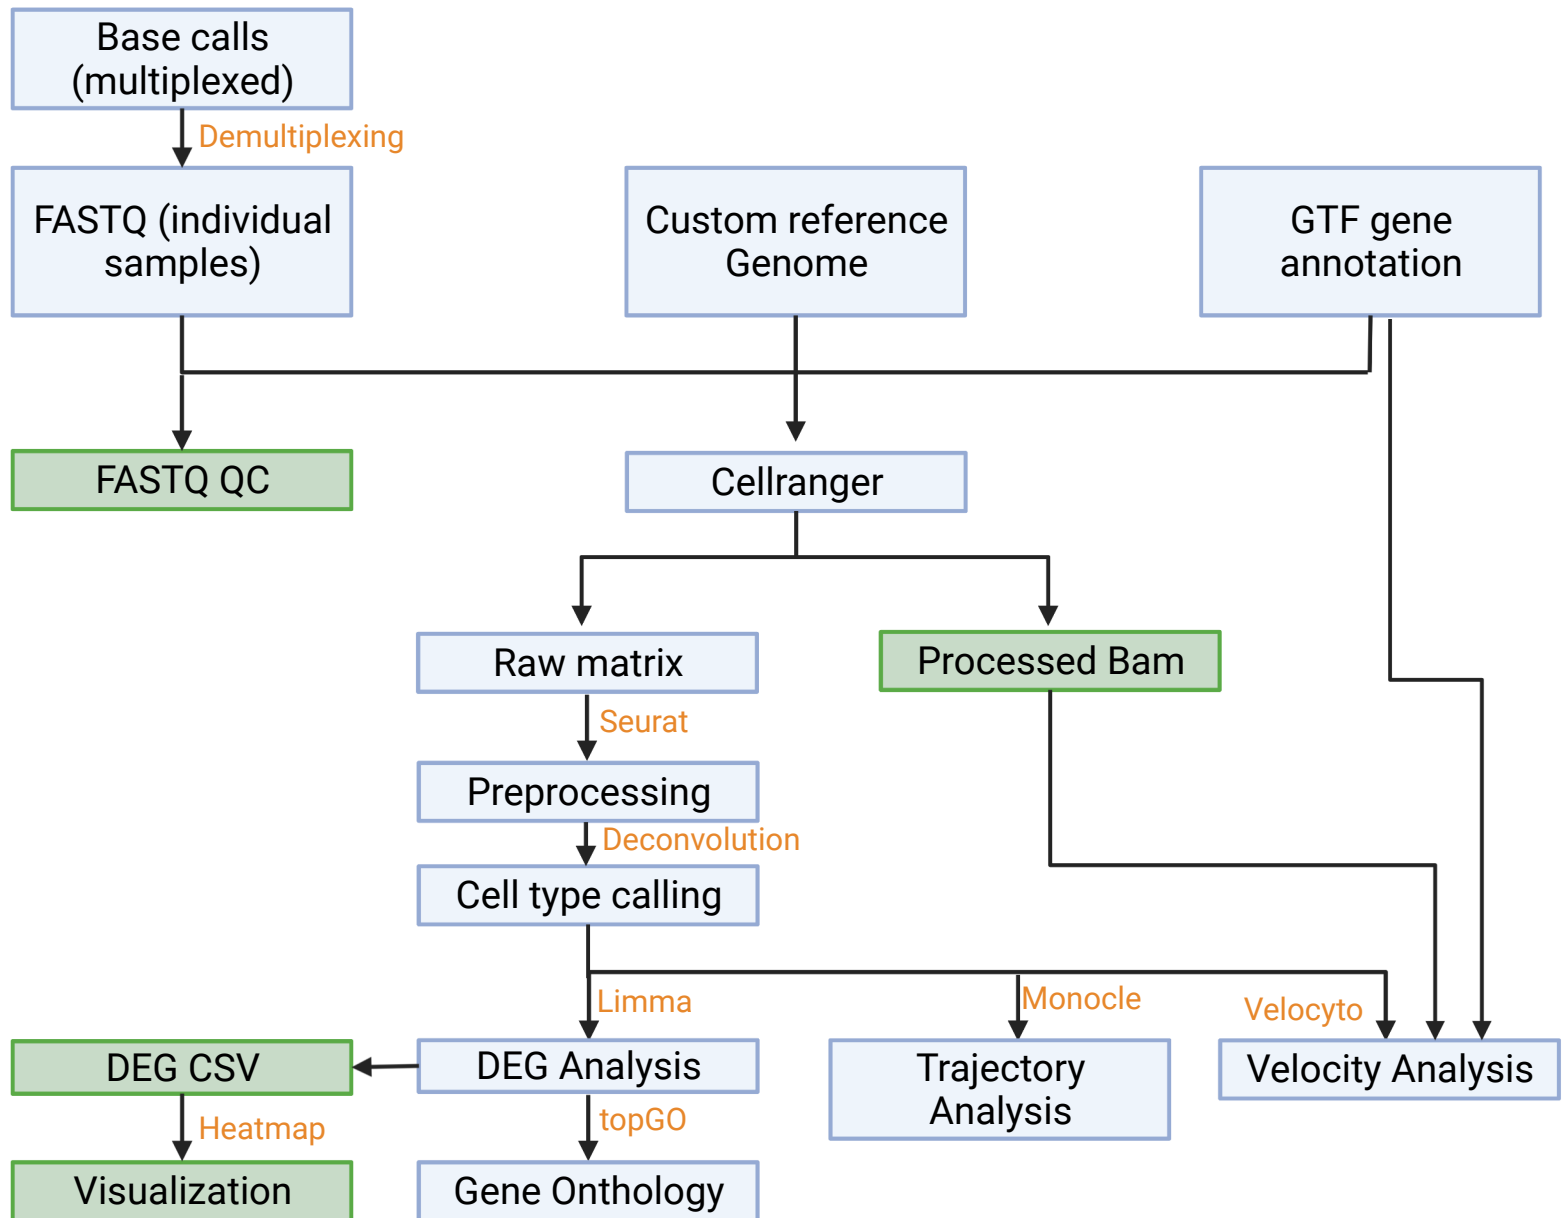 Base calls
(multiplexed)
Demultiplexing
FASTQ (individual
samples)
Custom reference
Genome
GTF gene
annotation
FASTQ QC
Cellranger
Raw matrix
Processed Bam
Seurat
Preprocessing
Deconvolution
Cell type calling
Limma
Monocle
Velocyto
DEG CSV
DEG Analysis
Trajectory
Analysis
Velocity Analysis
Heatmap
topGO
Visualization
Gene Onthology